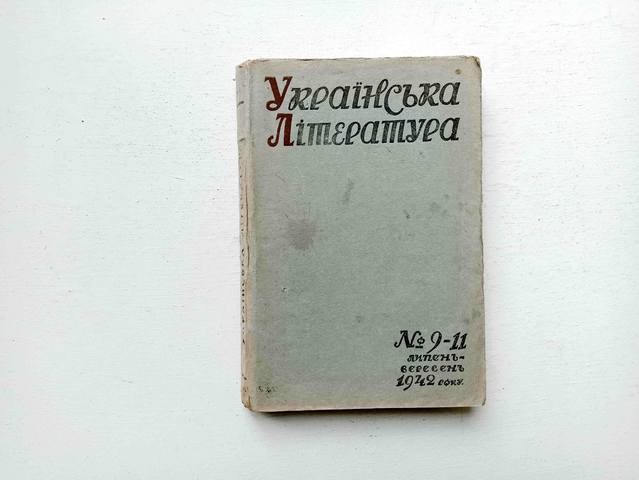 Українська
Література
№ 9-11
липень-
вересень
1942 року.